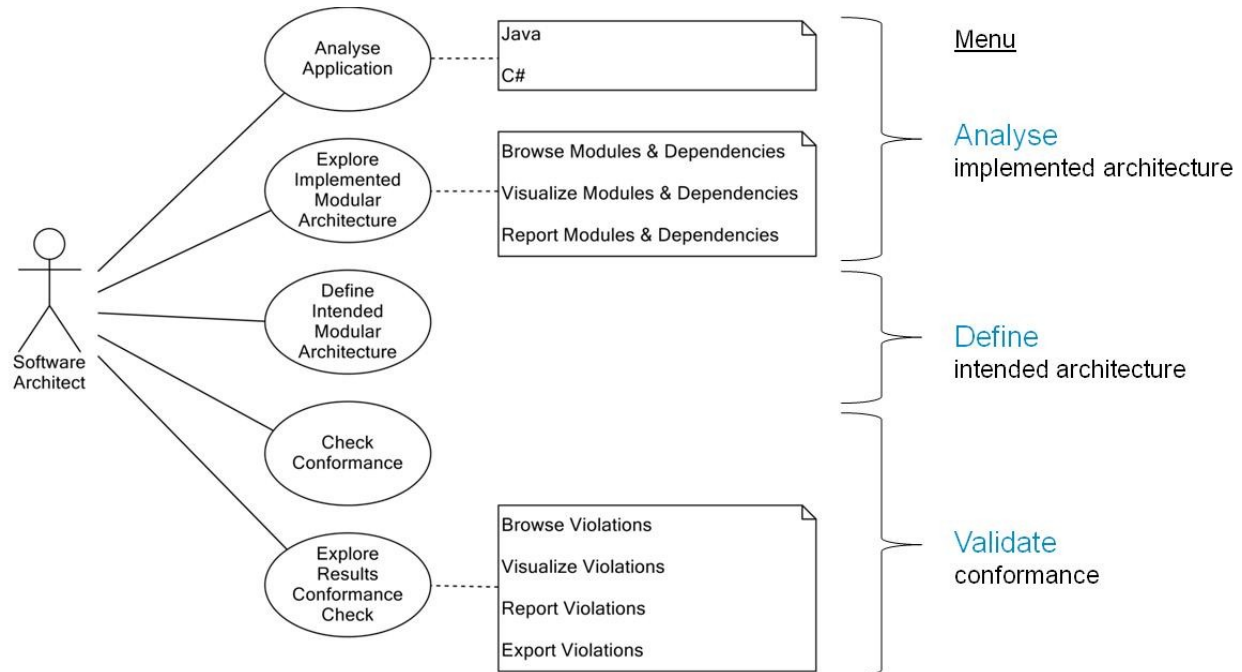 Analyse
Application
Java
C#
Menu
Analyse
implemented architecture
Explore
Implemented
Modular
Architecture
Browse Modules & Dependencies
Visualize Modules & Dependencies
Report Modules & Dependencies
Software
Architect
Define
Intended
Modular
Architecture
Define
intended architecture
Check
Conformance
Explore
Results
Conformance
Check
Browse Violations
Visualize Violations
Report Violations
Export Violations
Validate
conformance